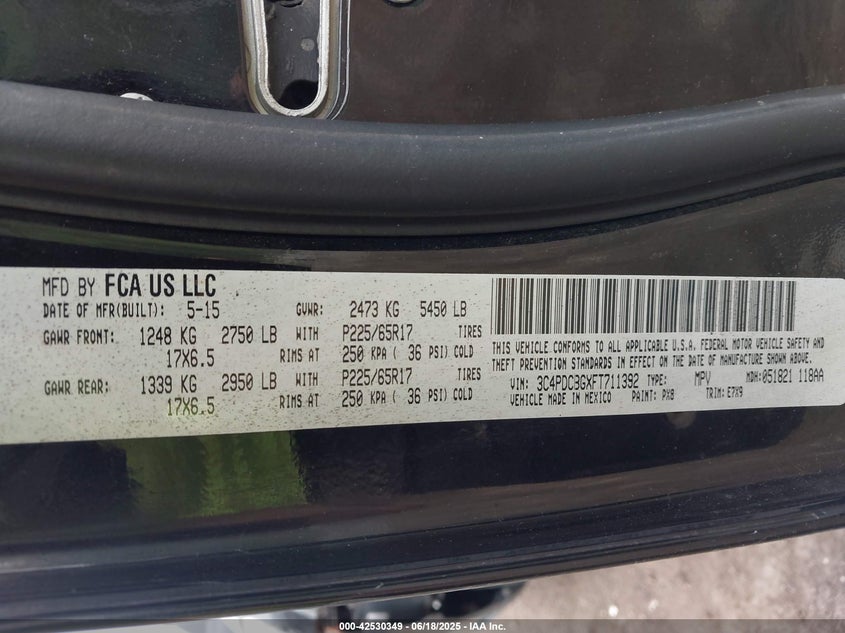 MFD BY FCA US LLC
DATE OF MFR(BUILT): 5-15 GVWR: 2473 KG 5450 LB
GAWR FRONT: 1248 KG 2750 LB WITH P225/65R17 TIRES
17X6.5 RIMS AT 250 KPA ( 36 PSI) COLD
GAWR REAR: 1339 KG 2950 LB WITH P225/65R17 TIRES
17X6.5 RIMS AT 250 KPA ( 36 PSI) COLD
THIS VEHICLE CONFORMS TO ALL APPLICABLE U.S.A. FEDERAL MOTOR VEHICLE SAFETY AND
THEFT PREVENTION STANDARDS IN EFFECT ON THE DATE OF MANUFACTURE SHOWN ABOVE.
VIN: 3C4PDC3GXFT711392 TYPE: MPV MDH: 051821 118AA
VEHICLE MADE IN MEXICO PAINT: PX8 TRIM: E7X9
000-42530349 - 06/18/2025 - IAA Inc.